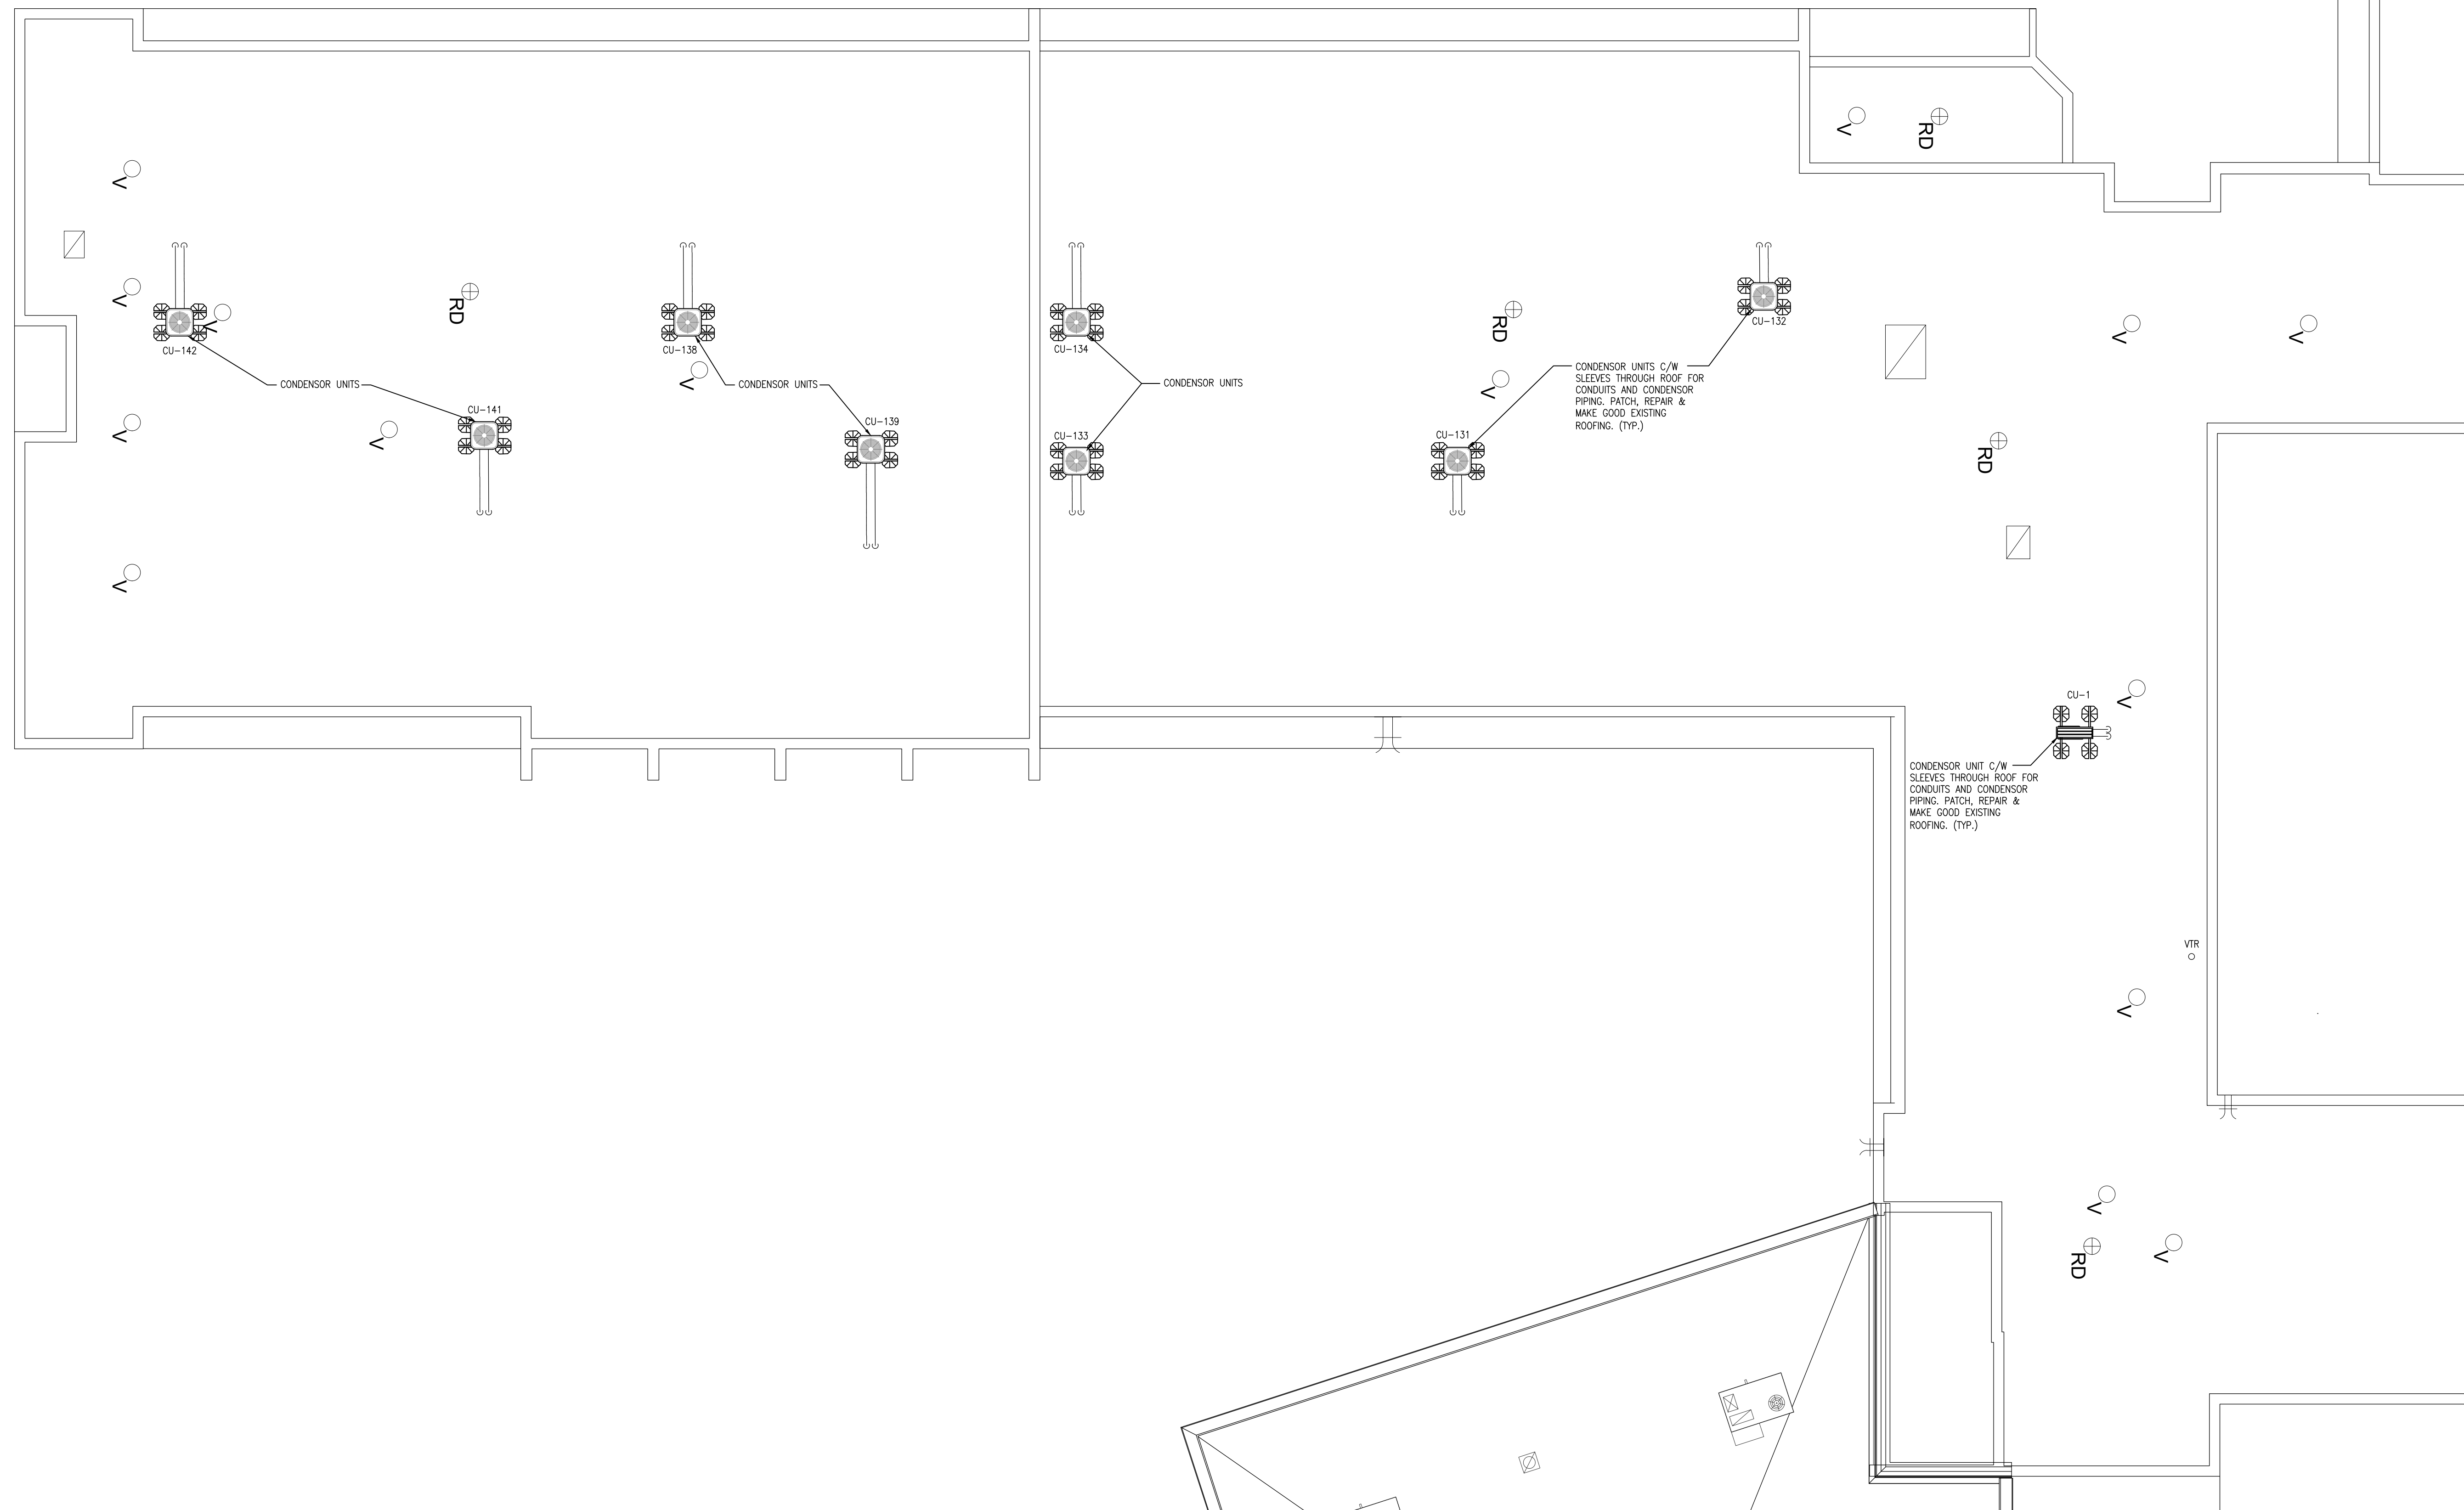 V
RD
V
V
CU-142
V
RD
CU-138
V
CONDENSOR UNITS
CONDENSOR UNITS
CU-134
CONDENSOR UNITS
RD
V
CU-132
CONDENSOR UNITS C/W
SLEEVES THROUGH ROOF FOR
CONDUITS AND CONDENSOR
PIPING. PATCH, REPAIR &
MAKE GOOD EXISTING
ROOFING. (TYP.)
V
V
V
V
CU-141
CU-139
CU-133
CU-131
RD
V
CU-1
V
CONDENSOR UNIT C/W
SLEEVES THROUGH ROOF FOR
CONDUITS AND CONDENSOR
PIPING. PATCH, REPAIR &
MAKE GOOD EXISTING
ROOFING. (TYP.)
VTR
V
V
RD
V